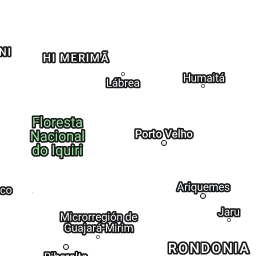 NI
HI MERIMÃ
Lábrea
Humaitá
Floresta
Nacional
do Iquiri
Porto Velho
co
Ariquemes
Jaru
Microrregión de
Guajará-Mirim
RONDONIA